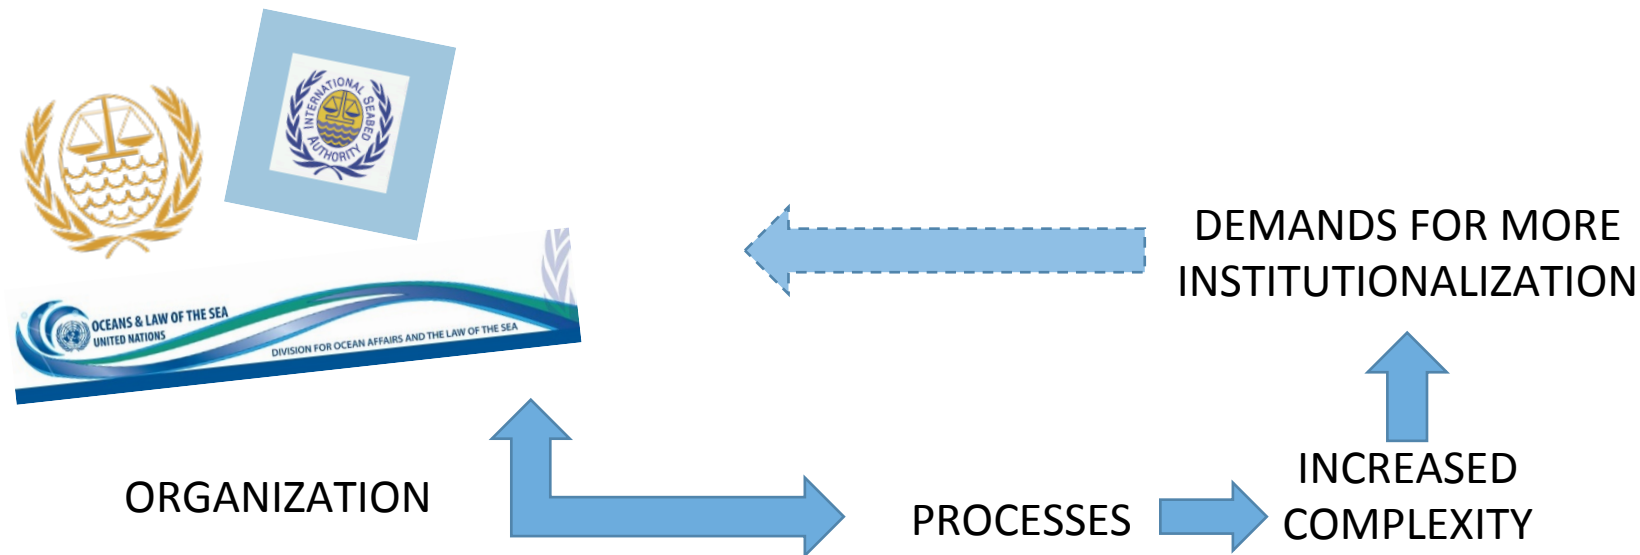 INTERNATIONAL SEABED
AUTHORITY
OCEANS & LAW OF THE SEA
UNITED NATIONS
DIVISION FOR OCEAN AFFAIRS AND THE LAW OF THE SEA
DEMANDS FOR MORE
INSTITUTIONALIZATION
ORGANIZATION
PROCESSES
INCREASED
COMPLEXITY